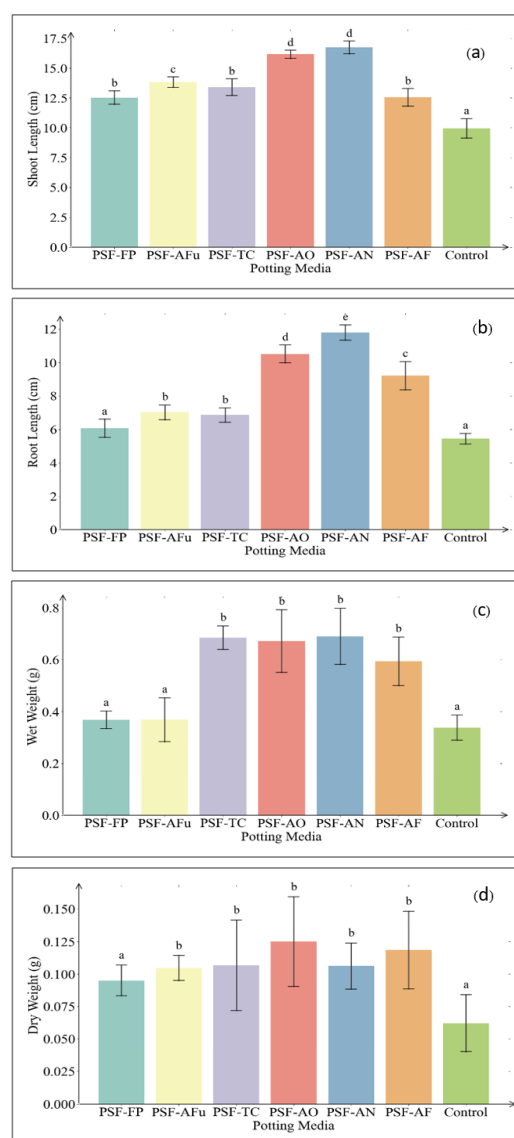 (a)
Shoot Length (cm)
17.5
15.0
12.5
10.0
7.5
5.0
2.5
0.0
b c b d d b a
PSF-FP PSF-AFu PSF-TC PSF-AO PSF-AN PSF-AF Control
Potting Media
(b)
Root Length (cm)
12
10
8
6
4
2
0
a b b d e c a
PSF-FP PSF-AFu PSF-TC PSF-AO PSF-AN PSF-AF Control
Potting Media
(c)
Wet Weight (g)
0.8
0.6
0.4
0.2
0.0
a a b b b b a
PSF-FP PSF-AFu PSF-TC PSF-AO PSF-AN PSF-AF Control
Potting Media
(d)
Dry Weight (g)
0.150
0.125
0.100
0.075
0.050
0.025
0.000
a b b b b b a
PSF-FP PSF-AFu PSF-TC PSF-AO PSF-AN PSF-AF Control
Potting Media